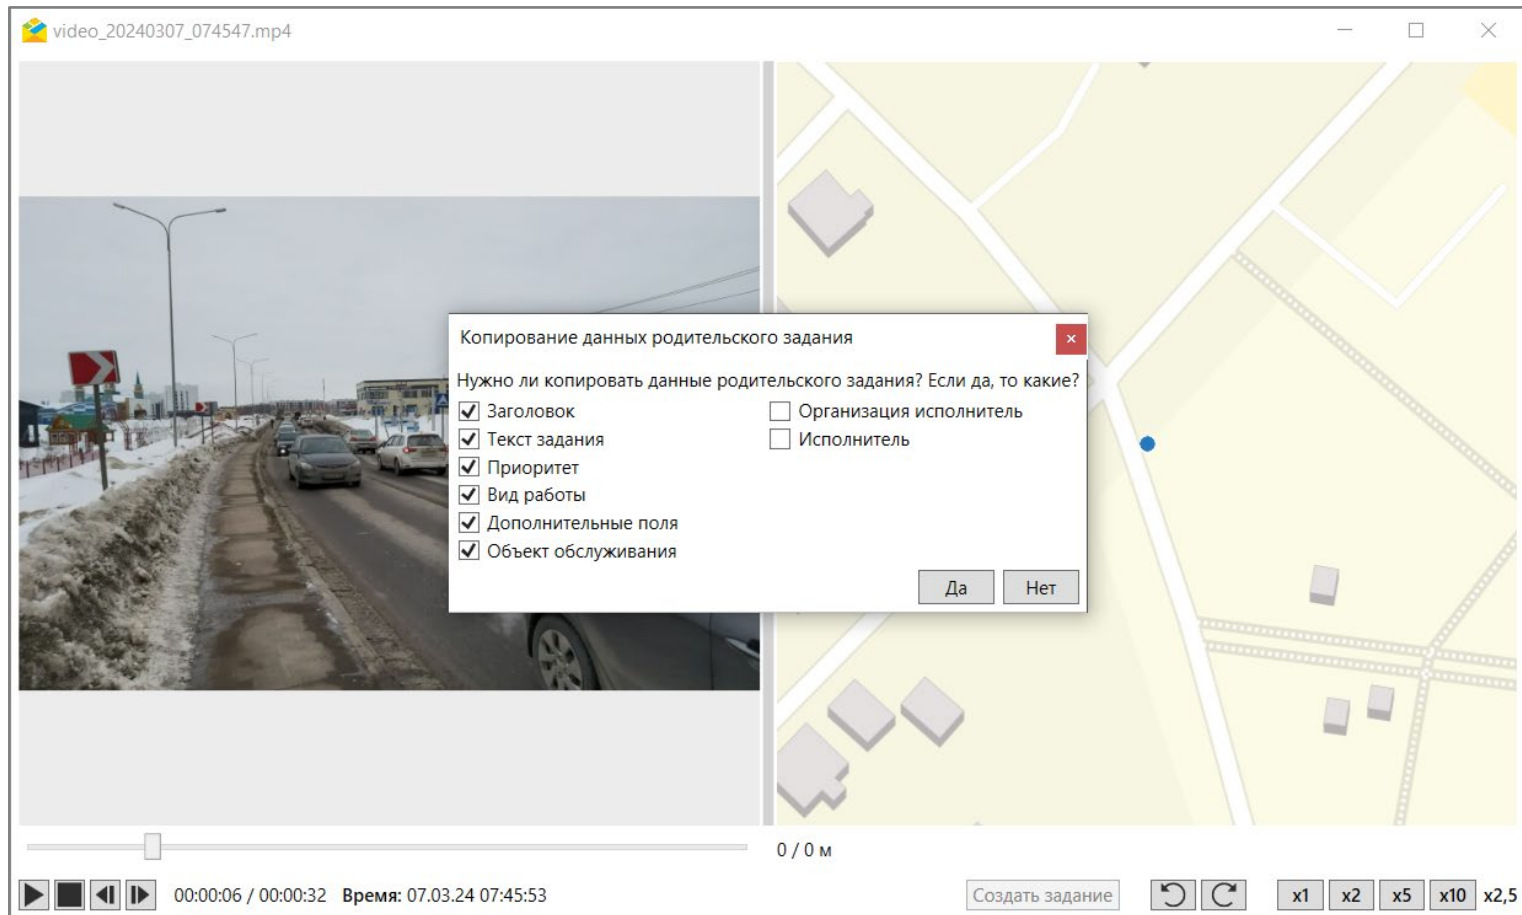 video_20240307_074547.mp4
Копирование данных родительского задания
Нужно ли копировать данные родительского задания? Если да, то какие?
Заголовок
Текст задания
Приоритет
Вид работы
Дополнительные поля
Объект обслуживания
Организация исполнитель
Исполнитель
Да Нет
0 / 0 м
00:00:06 / 00:00:32 Время: 07.03.24 07:45:53
Создать задание
x1 x2 x5 x10 x2,5